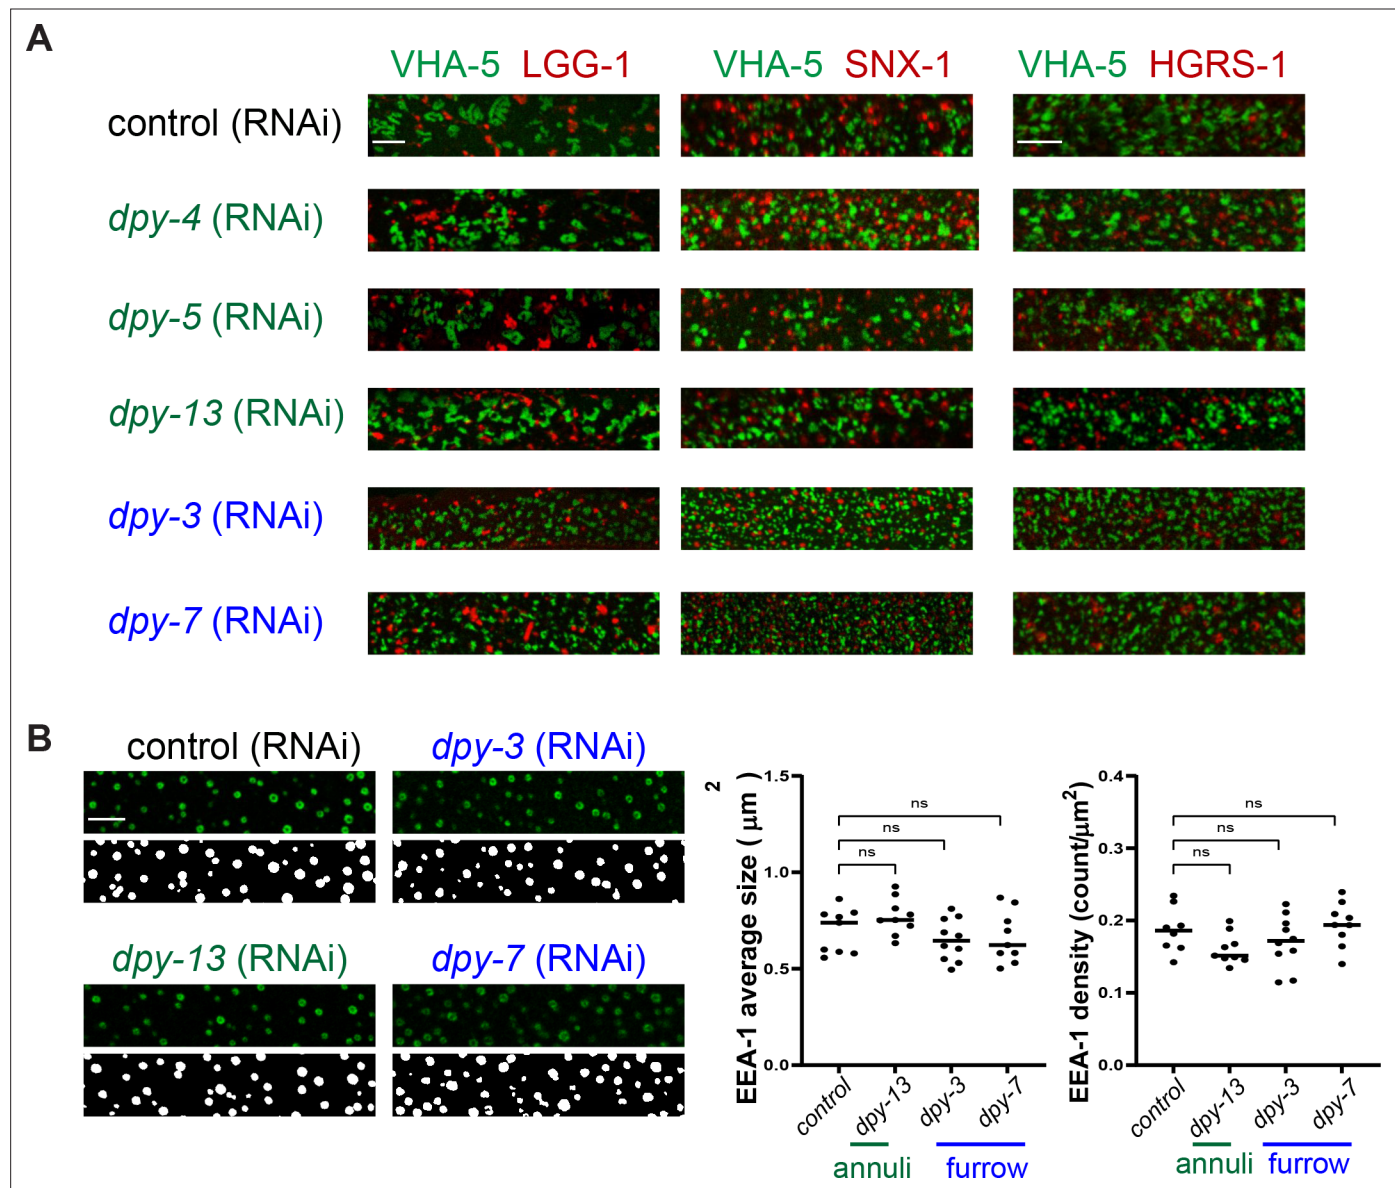 A
VHA-5 LGG-1 VHA-5 SNX-1 VHA-5 HGRS-1
control (RNAi)
dpy-4 (RNAi)
dpy-5 (RNAi)
dpy-13 (RNAi)
dpy-3 (RNAi)
dpy-7 (RNAi)
B
control (RNAi) dpy-3 (RNAi)
dpy-13 (RNAi) dpy-7 (RNAi)
EEA-1 average size ( μm ) 2
1.5
1.0
0.5
0.0
ns
ns
ns
control dpy-13 dpy-3 dpy-7
annuli furrow
EEA-1 density (count/μm2)
0.4
0.3
0.2
0.1
0.0
ns
ns
ns
control dpy-13 dpy-3 dpy-7
annuli furrow